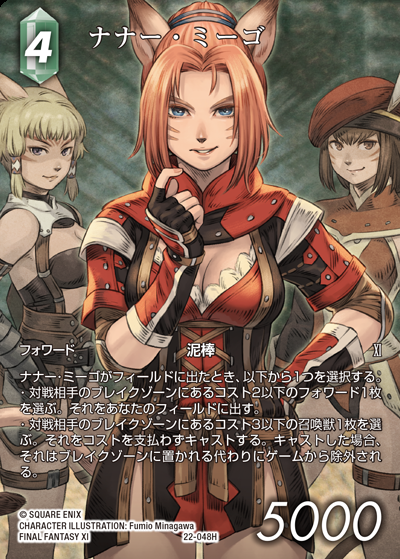 4
ナナー・ミーゴ
フォワード 泥棒 XI
ナナー・ミーゴがフィールドに出たとき、以下から1つを選択する。
・対戦相手のブレイクゾーンにあるコスト2以下のフォワード1枚
を選ぶ。それをあなたのフィールドに出す。
・対戦相手のブレイクゾーンにあるコスト3以下の召喚獣1枚を選
ぶ。それをコストを支払わずキャストする。キャストした場合、
それはブレイクゾーンに置かれる代わりにゲームから除外され
る。
© SQUARE ENIX
CHARACTER ILLUSTRATION: Fumio Minagawa
FINAL FANTASY XI
22-048H
5000